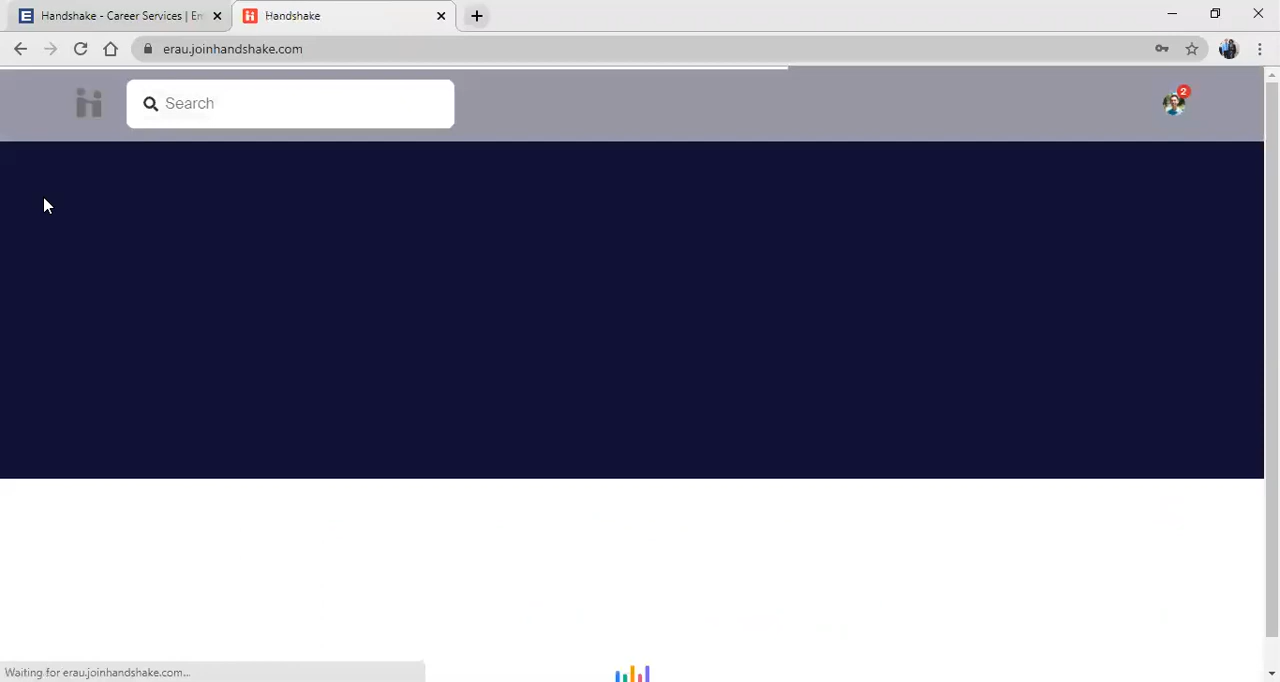 Handshake - Career Services | Em
Handshake
erau.joinhandshake.com
Search
2
Waiting for erau.joinhandshake.com...